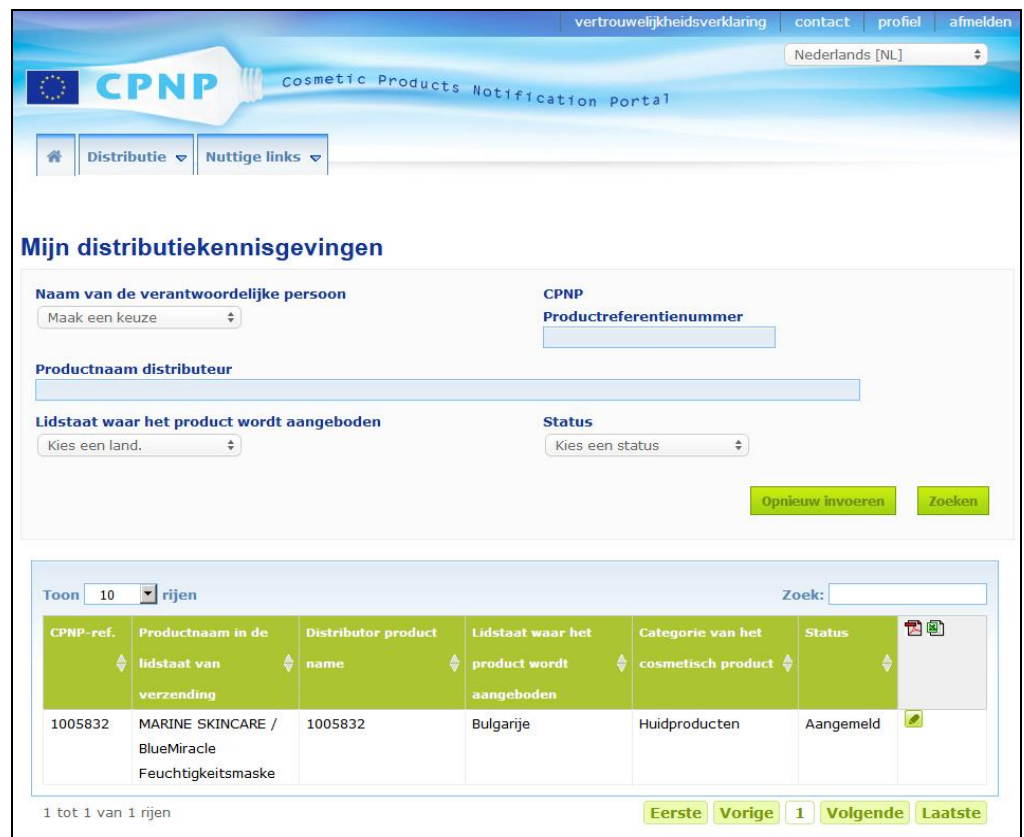 vertrouwelijkheidsverklaring contact profiel afmelden
Nederlands [NL]
CPNP Cosmetic Products Notification Portal
Distributie Nuttige links
Mijn distributiekennisgevingen
Naam van de verantwoordelijke persoon CPNP
Maak een keuze Productreferentienummer
Productnaam distributeur
Lidstaat waar het product wordt aangeboden Status
Kies een land. Kies een status
Opnieuw invoeren Zoeken
Toon 10 rijen Zoek:
CPNP-ref. Productnaam in de Distributor product Lidstaat waar het Categorie van het Status
lidstaat van name product wordt cosmetisch product
verzending aangeboden
1005832 MARINE SKINCARE / 1005832 Bulgarije Huidproducten Aangemeld
BlueMiracle
Feuchtigkeitsmaske
1 tot 1 van 1 rijen Eerste Vorige 1 Volgende Laatste